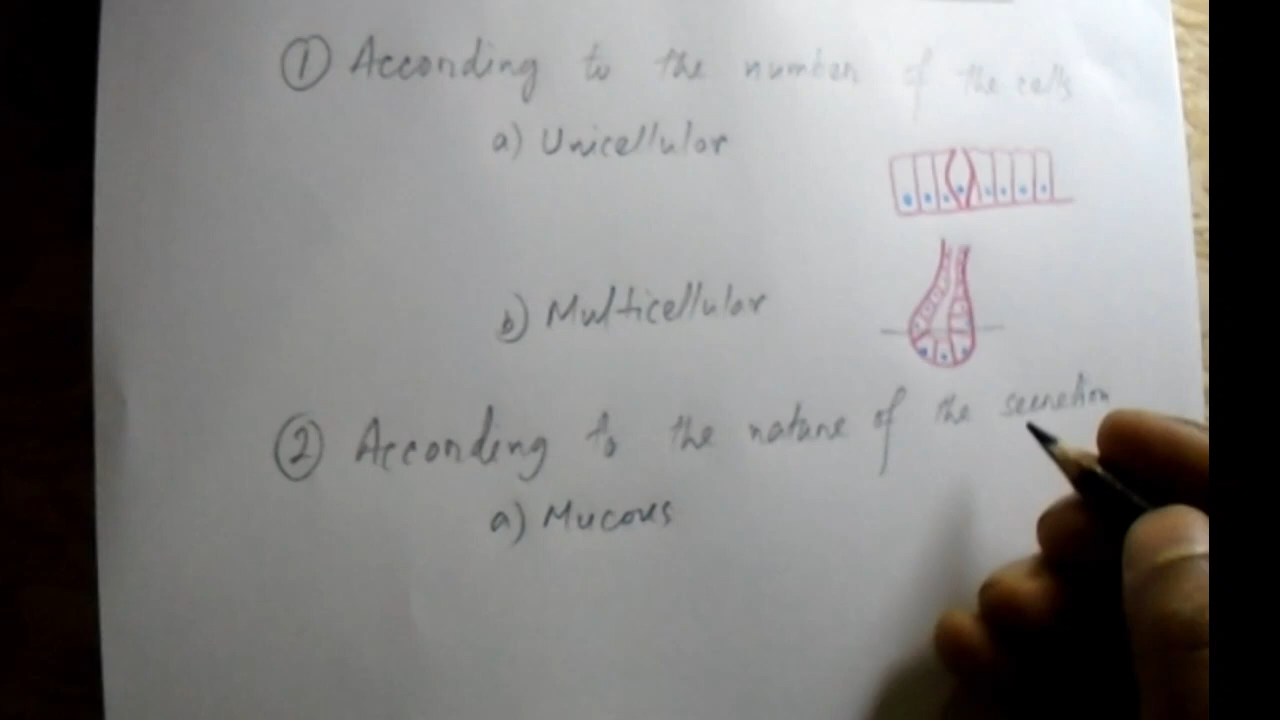 1 According to the number of the cells
a) Unicellular
b) Multicellular
2 According to the nature of the secretion
a) Mucous